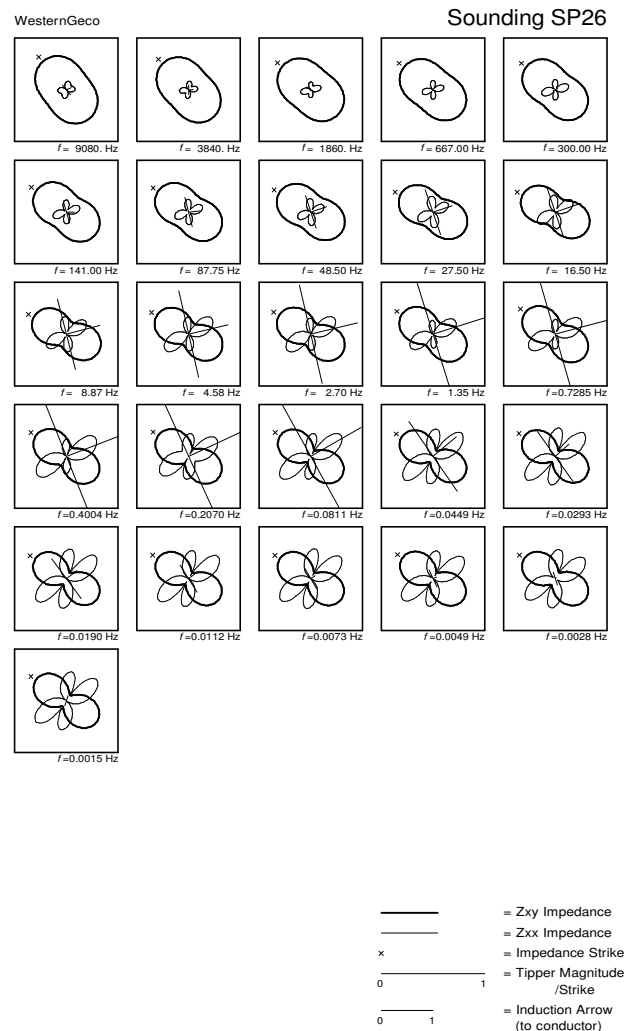 WesternGeco
Sounding SP26
f = 9080. Hz
f = 3840. Hz
f = 1860. Hz
f = 667.00 Hz
f = 300.00 Hz
f = 141.00 Hz
f = 87.75 Hz
f = 48.50 Hz
f = 27.50 Hz
f = 16.50 Hz
f = 8.87 Hz
f = 4.58 Hz
f = 2.70 Hz
f = 1.35 Hz
f =0.7285 Hz
f =0.4004 Hz
f =0.2070 Hz
f =0.0811 Hz
f =0.0449 Hz
f =0.0293 Hz
f =0.0190 Hz
f =0.0112 Hz
f =0.0073 Hz
f =0.0049 Hz
f =0.0028 Hz
f =0.0015 Hz
= Zxy Impedance
= Zxx Impedance
× = Impedance Strike
= Tipper Magnitude
0 1 /Strike
= Induction Arrow
0 1 (to conductor)